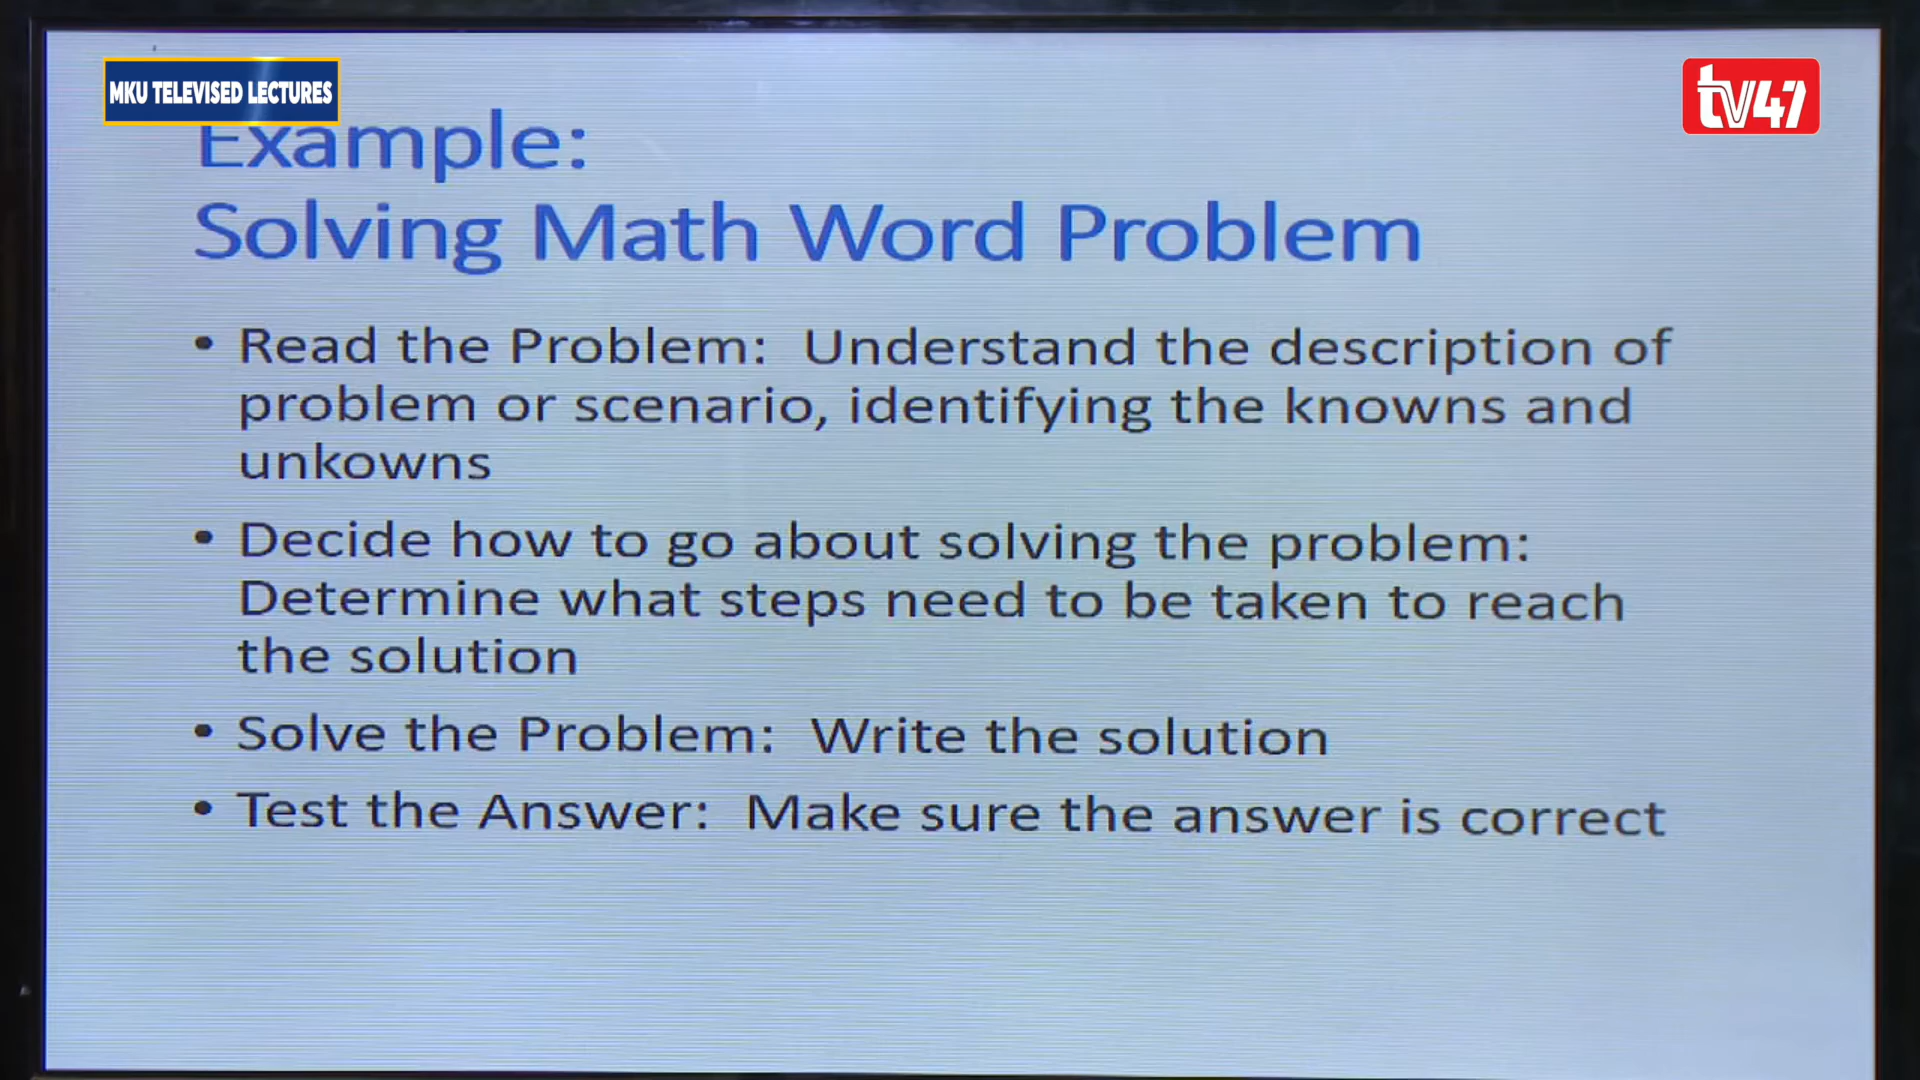 MKU TELEVISED LECTURES
tv47
Example:
Solving Math Word Problem
• Read the Problem: Understand the description of
problem or scenario, identifying the knowns and
unkowns
• Decide how to go about solving the problem:
Determine what steps need to be taken to reach
the solution
• Solve the Problem: Write the solution
• Test the Answer: Make sure the answer is correct